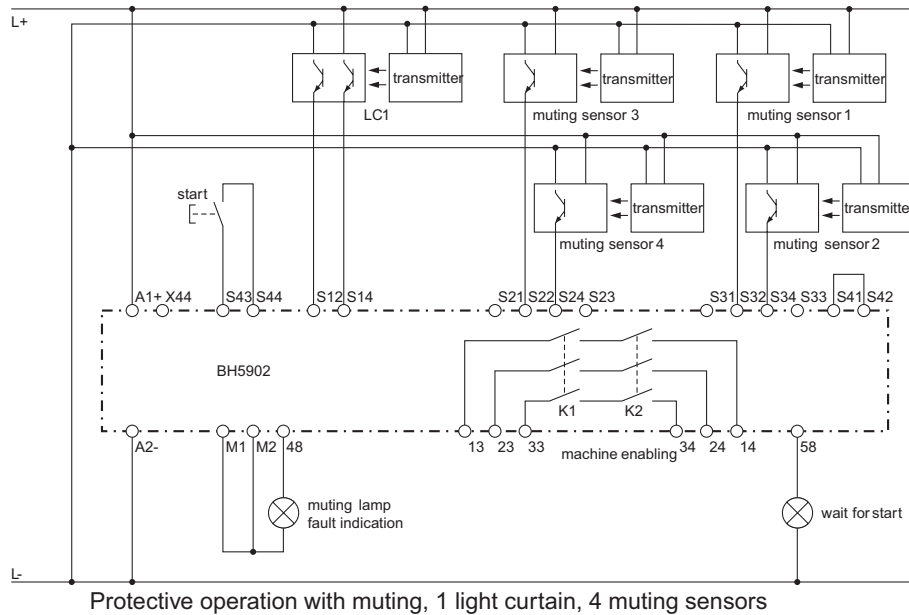 L+
transmitter transmitter transmitter
LC1 muting sensor 3 muting sensor 1
start
transmitter transmitter
muting sensor 4 muting sensor 2
A1+ X44 S43 S44 S12 S14 S21 S22 S24 S23 S31 S32 S34 S33 S41 S42
BH5902
K1 K2
A2- M1 M2 48 13 23 33 machine enabling 34 24 14 58
muting lamp
fault indication
wait for start
L-
Protective operation with muting, 1 light curtain, 4 muting sensors